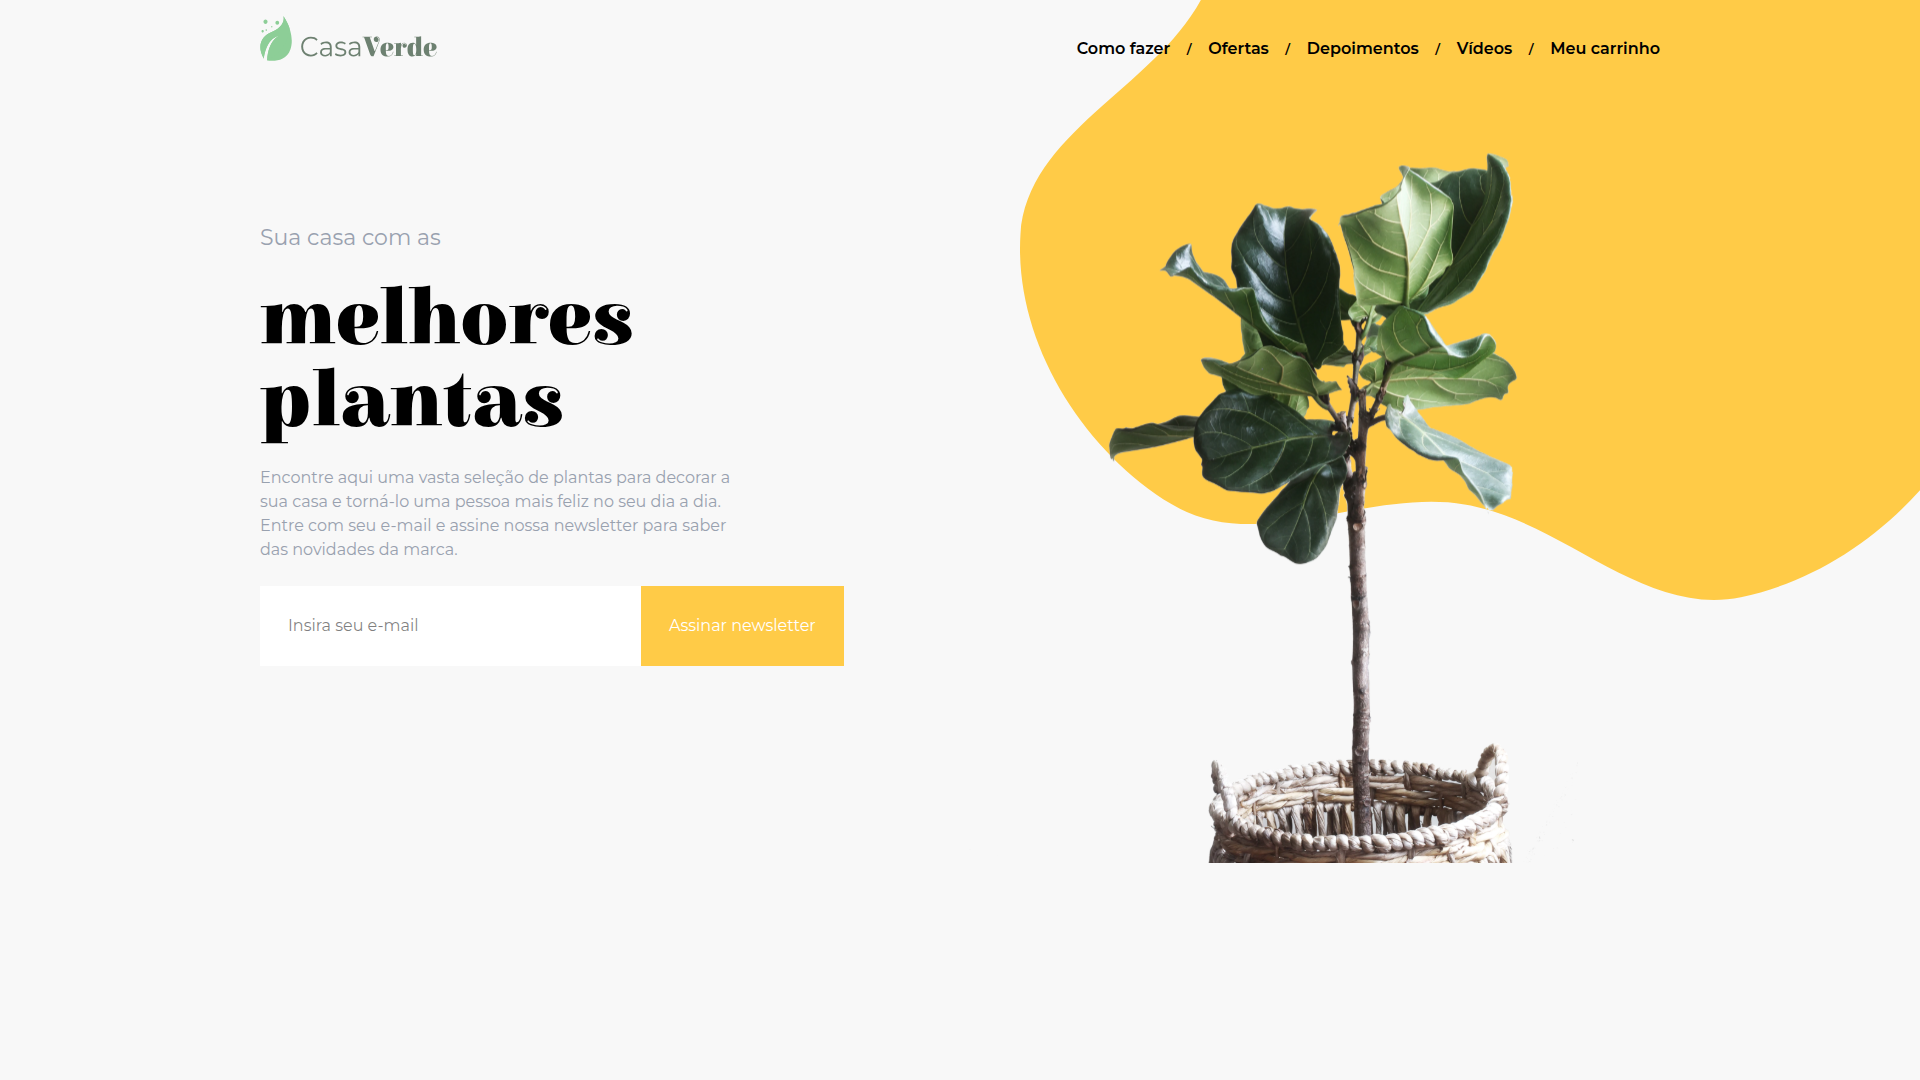 CasaVerde
Como fazer / Ofertas / Depoimentos / Vídeos / Meu carrinho
Sua casa com as
melhores
plantas
Encontre aqui uma vasta seleção de plantas para decorar a
sua casa e torná-lo uma pessoa mais feliz no seu dia a dia.
Entre com seu e-mail e assine nossa newsletter para saber
das novidades da marca.
Insira seu e-mail
Assinar newsletter